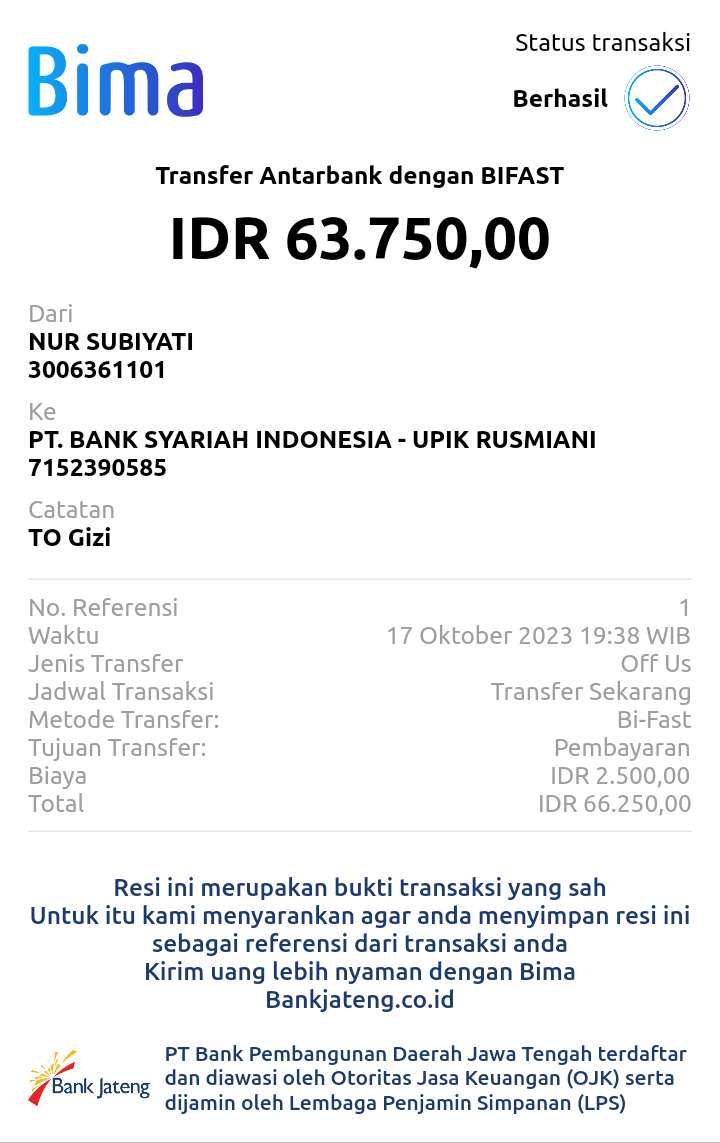 Bima
Status transaksi
Berhasil
Transfer Antarbank dengan BIFAST
IDR 63.750,00
Dari
NUR SUBIYATI
3006361101
Ke
PT. BANK SYARIAH INDONESIA - UPIK RUSMIANI
7152390585
Catatan
TO Gizi
No. Referensi 1
Waktu 17 Oktober 2023 19:38 WIB
Jenis Transfer Off Us
Jadwal Transaksi Transfer Sekarang
Metode Transfer: Bi-Fast
Tujuan Transfer: Pembayaran
Biaya IDR 2.500,00
Total IDR 66.250,00
Resi ini merupakan bukti transaksi yang sah
Untuk itu kami menyarankan agar anda menyimpan resi ini
sebagai referensi dari transaksi anda
Kirim uang lebih nyaman dengan Bima
Bankjateng.co.id
Bank Jateng
PT Bank Pembangunan Daerah Jawa Tengah terdaftar
dan diawasi oleh Otoritas Jasa Keuangan (OJK) serta
dijamin oleh Lembaga Penjamin Simpanan (LPS)